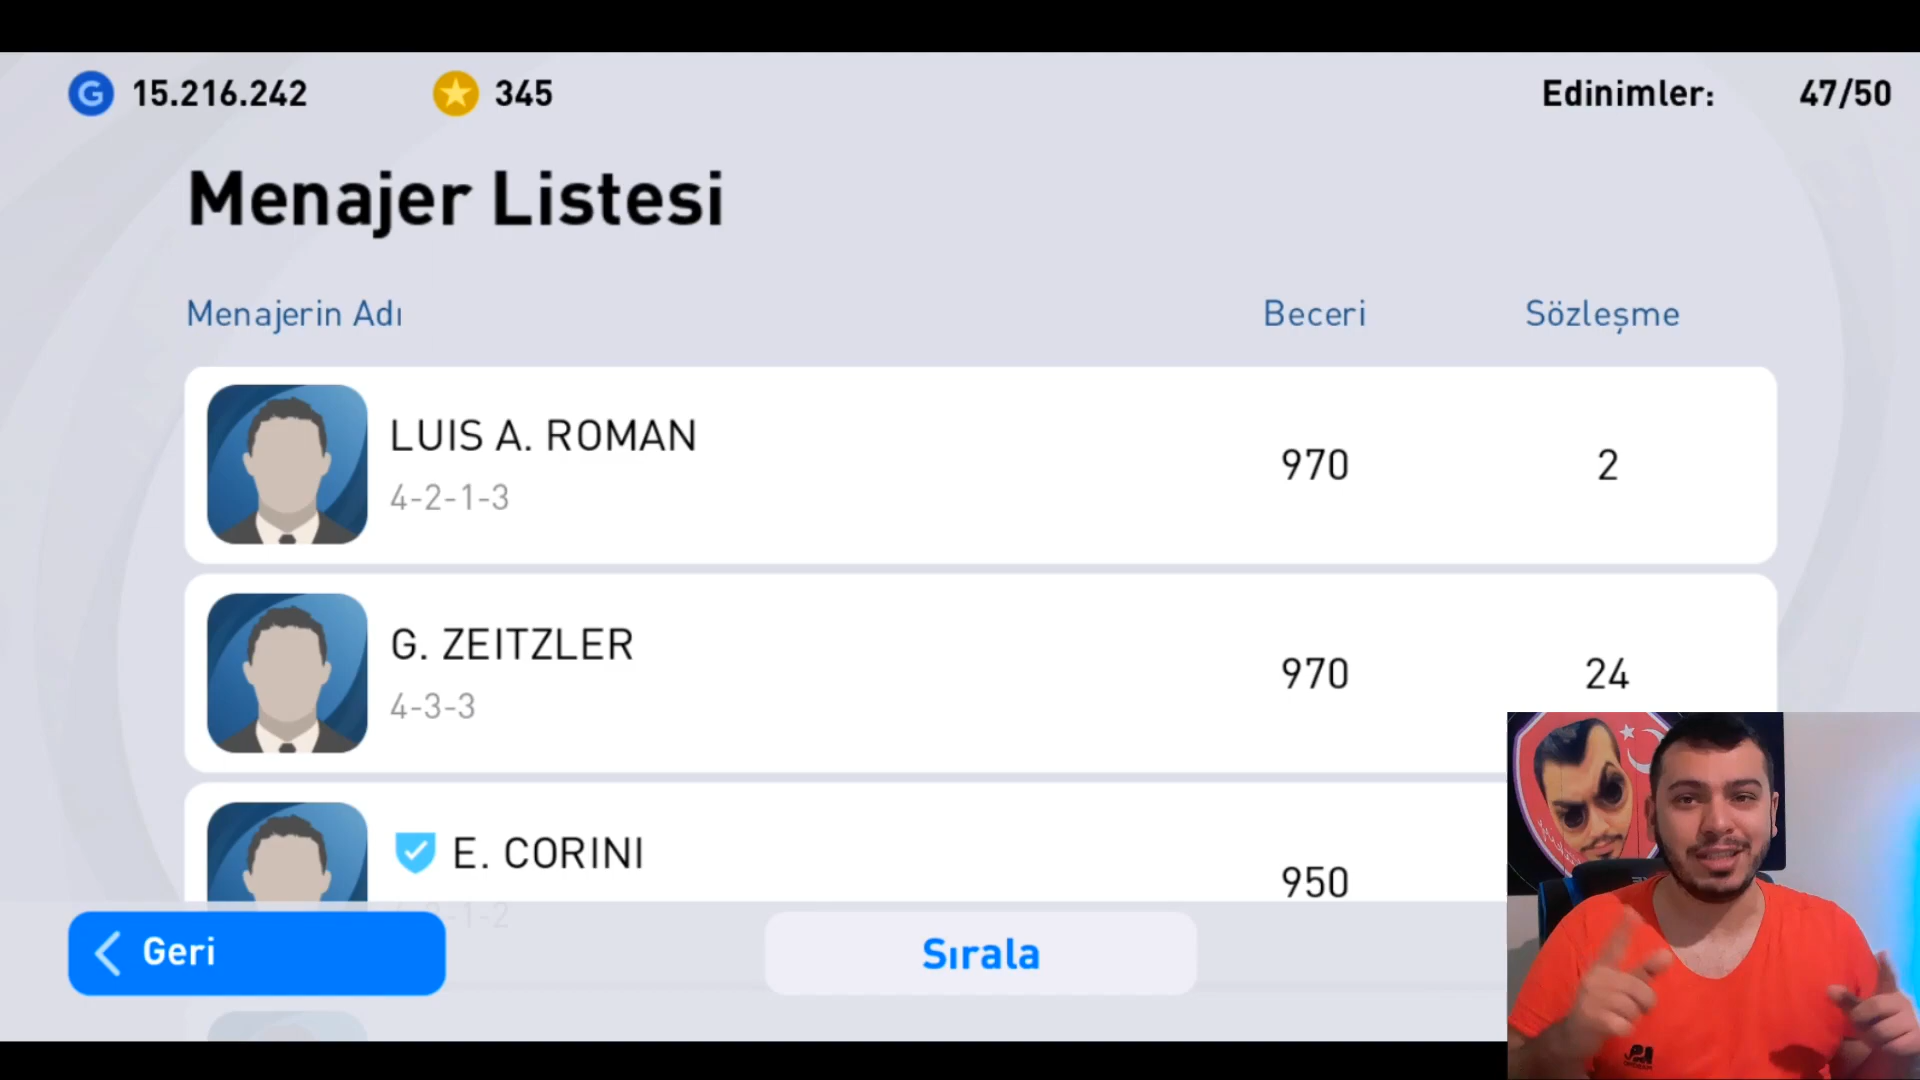 G 15.216.242 345 Edinimler: 47/50
Menajer Listesi
Menajerin Adı Beceri Sözleşme
LUIS A. ROMAN
4-2-1-3
970 2
G. ZEITZLER
4-3-3
970 24
E. CORINI
950
Geri
Sırala